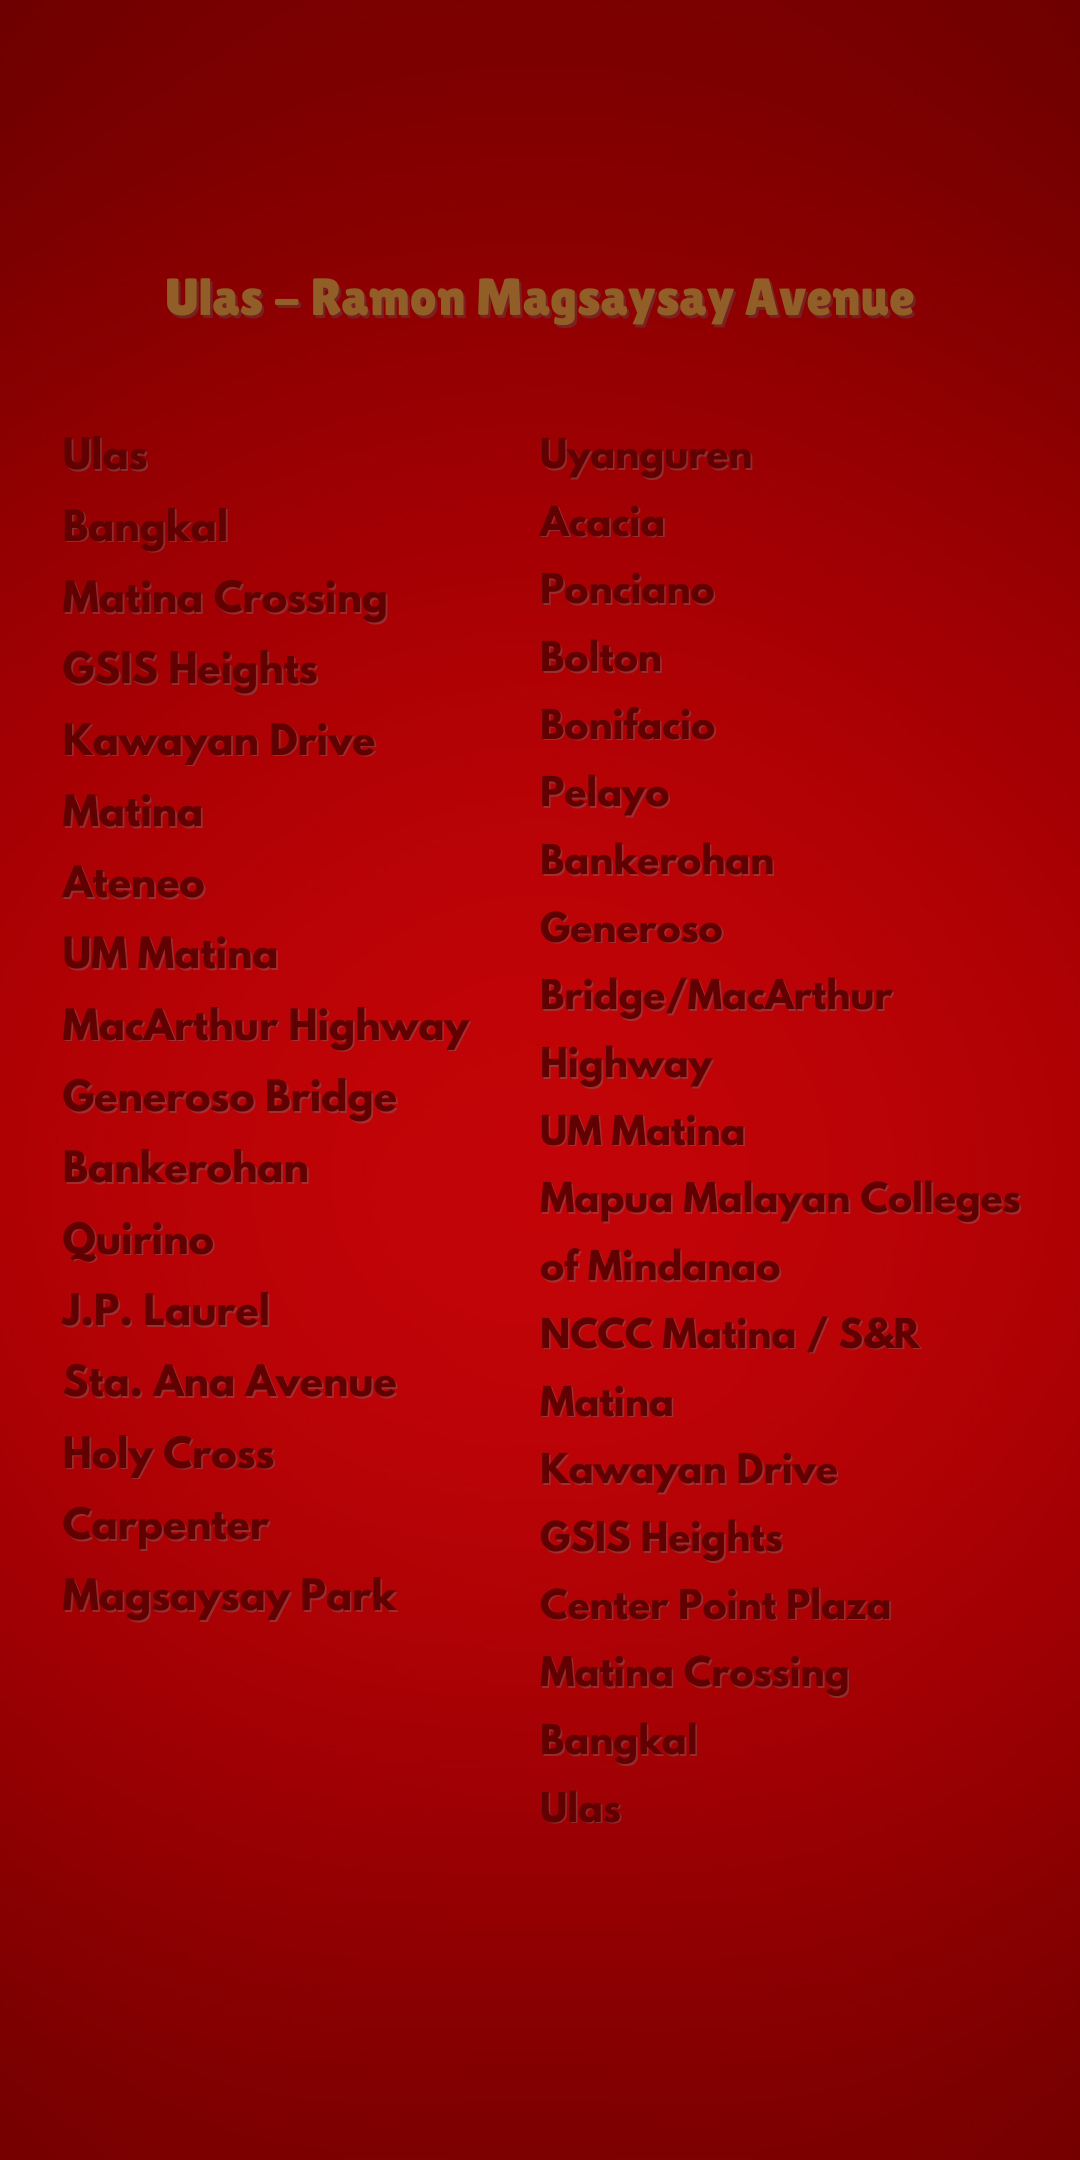 Ulas – Ramon Magsaysay Avenue
Ulas
Bangkal
Matina Crossing
GSIS Heights
Kawayan Drive
Matina
Ateneo
UM Matina
MacArthur Highway
Generoso Bridge
Bankerohan
Quirino
J.P. Laurel
Sta. Ana Avenue
Holy Cross
Carpenter
Magsaysay Park
Uyanguren
Acacia
Ponciano
Bolton
Bonifacio
Pelayo
Bankerohan
Generoso
Bridge/MacArthur
Highway
UM Matina
Mapua Malayan Colleges
of Mindanao
NCCC Matina / S&R
Matina
Kawayan Drive
GSIS Heights
Center Point Plaza
Matina Crossing
Bangkal
Ulas